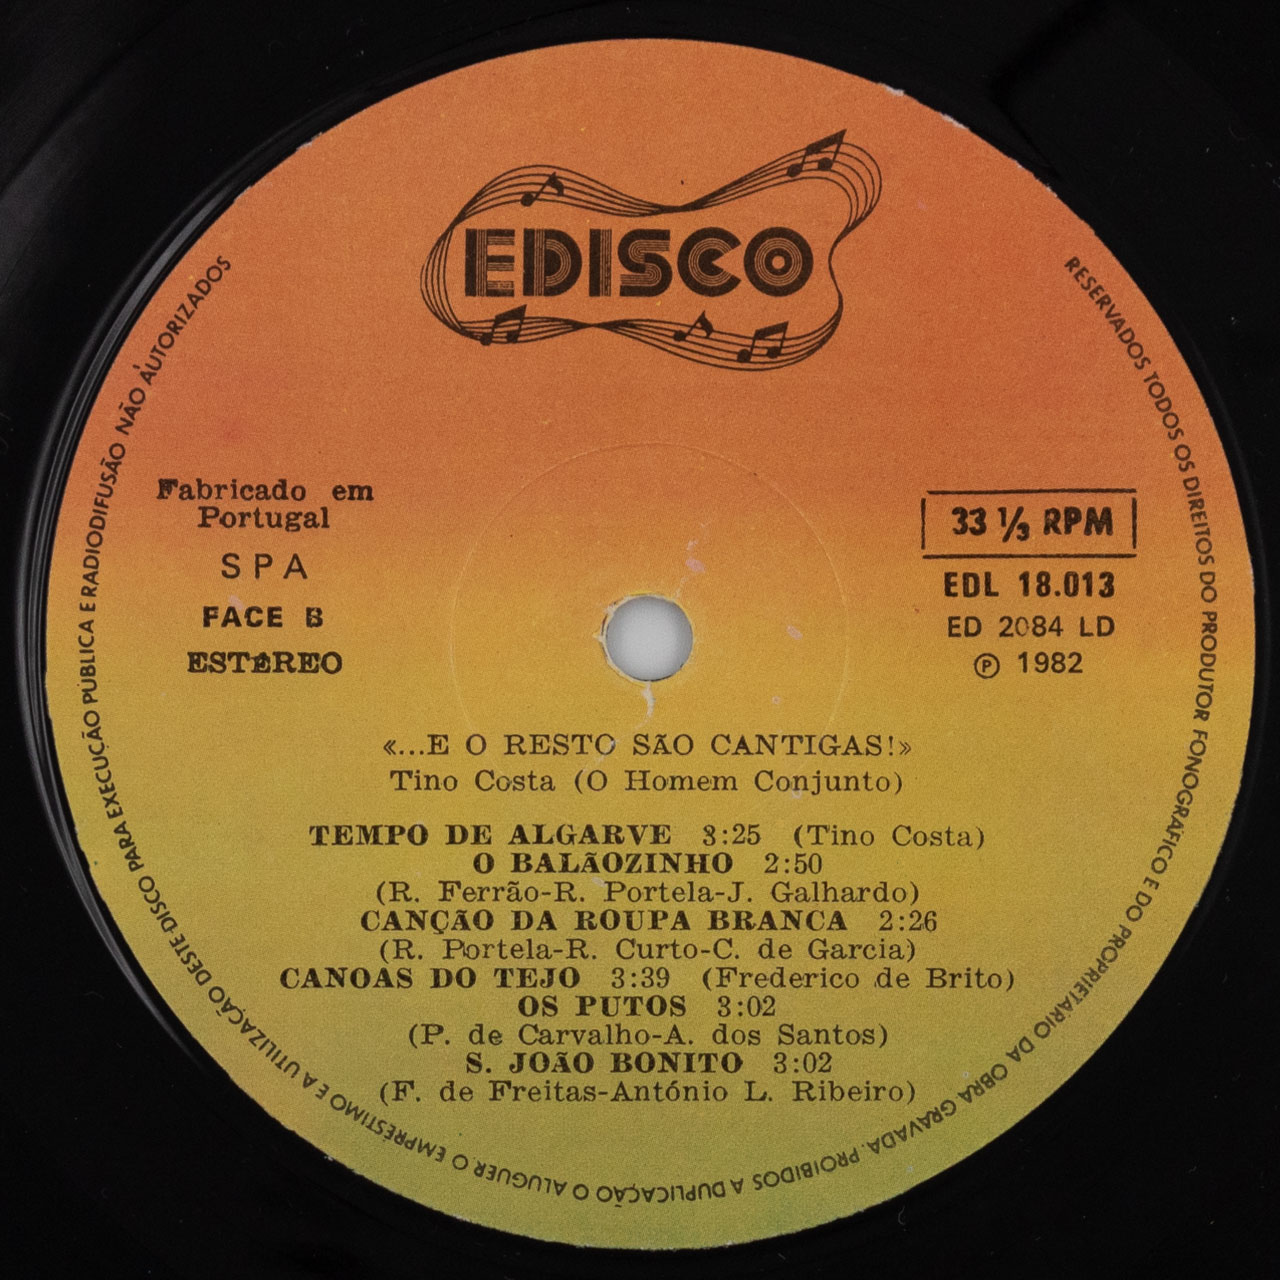 EDISCO
Fabricado em
Portugal
SPA
FACE B
ESTÉREO
33 1/3 RPM
EDL 18.013
ED 2084 LD
Ⓟ 1982
«...E O RESTO SÃO CANTIGAS!»
Tino Costa (O Homem Conjunto)
TEMPO DE ALGARVE 3:25 (Tino Costa)
O BALÃOZINHO 2:50
(R. Ferrão-R. Portela-J. Galhardo)
CANÇÃO DA ROUPA BRANCA 2:26
(R. Portela-R. Curto-C. de Garcia)
CANOAS DO TEJO 3:39 (Frederico de Brito)
OS PUTOS 3:02
(P. de Carvalho-A. dos Santos)
S. JOÃO BONITO 3:02
(F. de Freitas-António L. Ribeiro)
RESERVADOS TODOS OS DIREITOS DO PRODUTOR FONOGRÁFICO E DO PROPRIETÁRIO DA OBRA GRAVADA. PROIBIDOS A DUPLICAÇÃO O ALUGUER. O EMPRÉSTIMO E A UTILIZAÇÃO DESTE DISCO PARA EXECUÇÃO PÚBLICA E RADIODIFUSÃO NÃO AUTORIZADOS